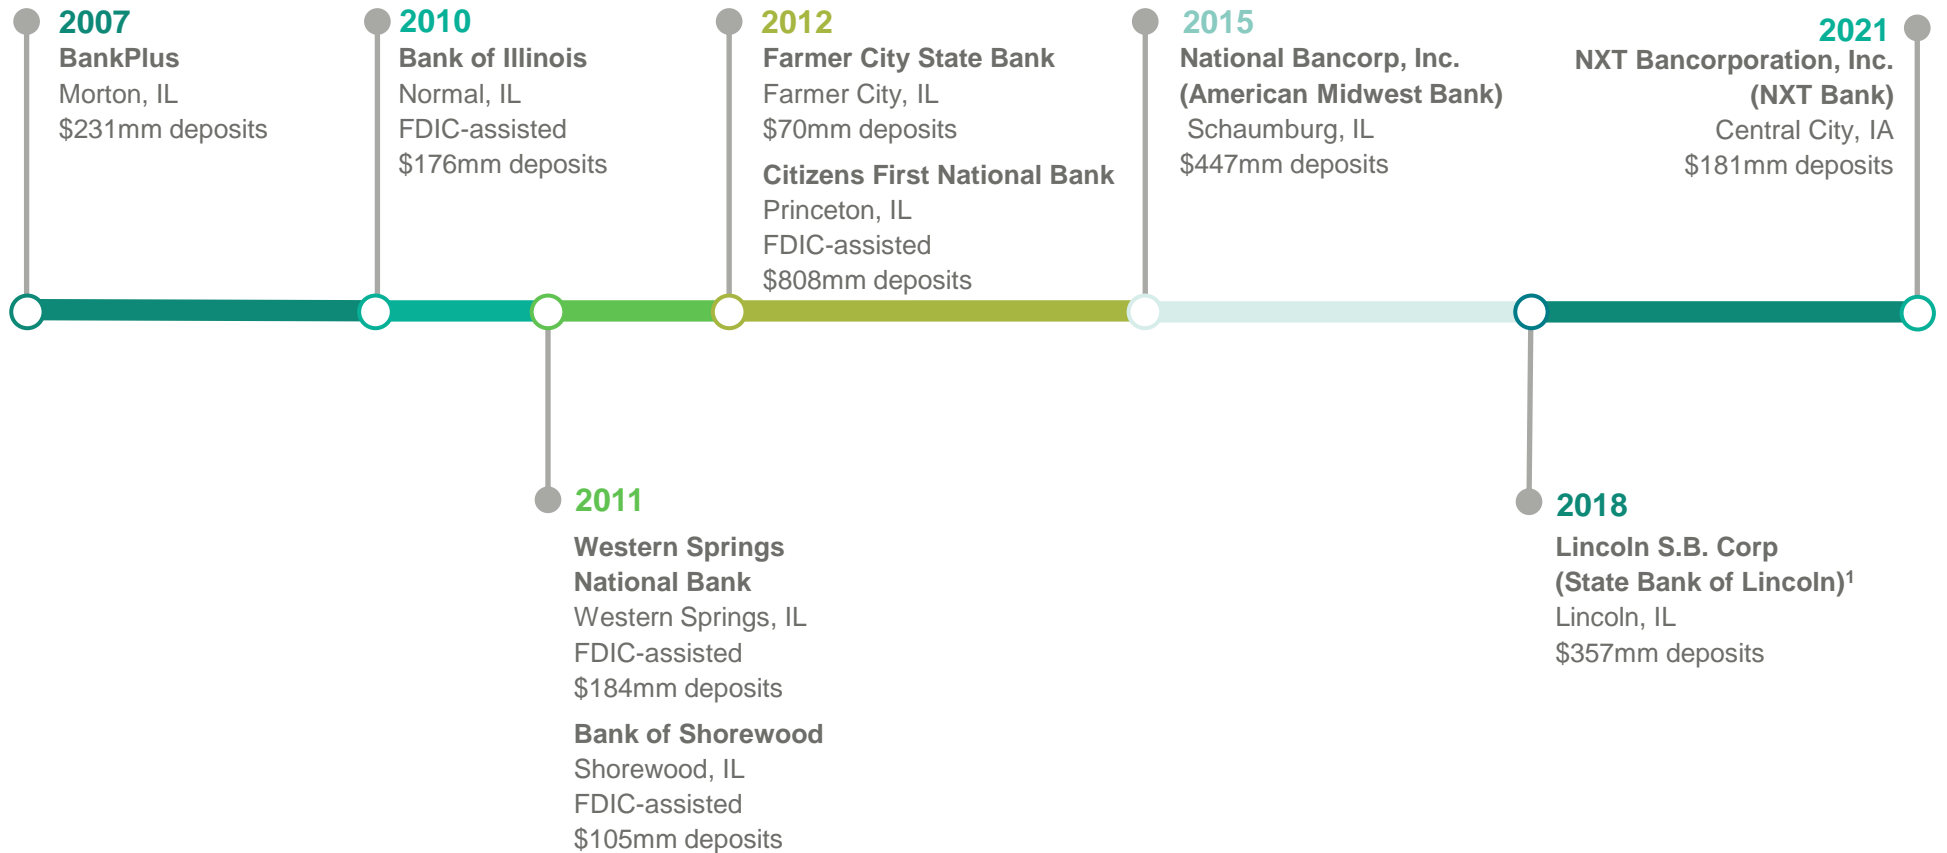 2007
BankPlus
Morton, IL
$231mm deposits
2010
Bank of Illinois
Normal, IL
FDIC-assisted
$176mm deposits
2011
Western Springs
National Bank
Western Springs, IL
FDIC-assisted
$184mm deposits
Bank of Shorewood
Shorewood, IL
FDIC-assisted
$105mm deposits
2012
Farmer City State Bank
Farmer City, IL
$70mm deposits
Citizens First National Bank
Princeton, IL
FDIC-assisted
$808mm deposits
2015
National Bancorp, Inc.
(American Midwest Bank)
Schaumburg, IL
$447mm deposits
2018
Lincoln S.B. Corp
(State Bank of Lincoln)¹
Lincoln, IL
$357mm deposits
2021
NXT Bancorporation, Inc.
(NXT Bank)
Central City, IA
$181mm deposits